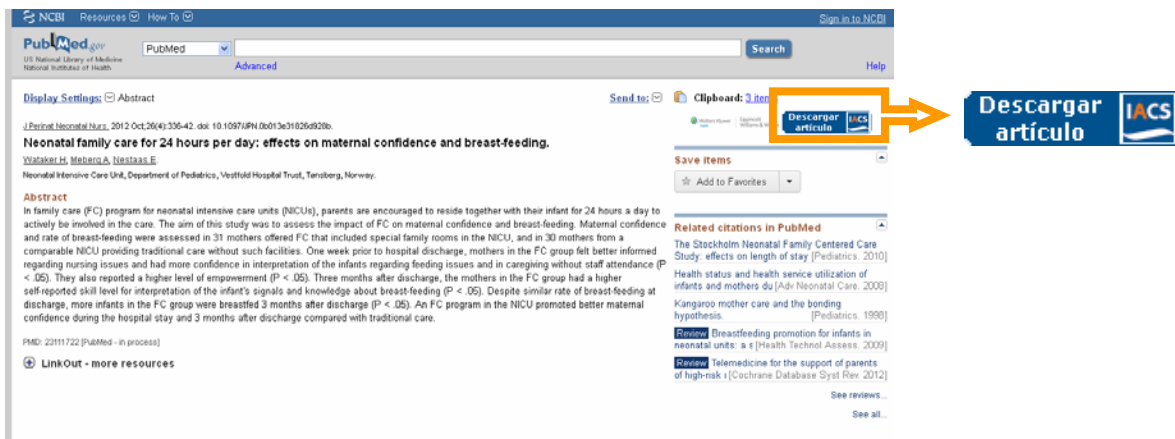 NCBI Resources How To Sign in to NCBI
PubMed.gov
US National Library of Medicine
National Institutes of Health
PubMed
Search
Advanced
Help
Display Settings: Abstract
Send to:
J Perinat Neonatal Nurs. 2012 Oct;26(4):336-42. doi: 10.1097/JPN.0b013e31826d928b.
Neonatal family care for 24 hours per day: effects on maternal confidence and breast-feeding.
Wataker H, Meberg A, Nestaas E.
Neonatal Intensive Care Unit, Department of Pediatrics, Vestfold Hospital Trust, Tønsberg, Norway.
Abstract
In family care (FC) program for neonatal intensive care units (NICUs), parents are encouraged to reside together with their infant for 24 hours a day to
actively be involved in the care. The aim of this study was to assess the impact of FC on maternal confidence and breast-feeding. Maternal confidence
and rate of breast-feeding were assessed in 31 mothers offered FC that included special family rooms in the NICU, and in 30 mothers from a
comparable NICU providing traditional care without such facilities. One week prior to hospital discharge, mothers in the FC group felt better informed
regarding nursing issues and had more confidence in interpretation of the infants regarding feeding issues and in caregiving without staff attendance (P
< .05). They also reported a higher level of empowerment (P < .05). Three months after discharge, the mothers in the FC group had a higher
self-reported skill level for interpretation of the infant's signals and knowledge about breast-feeding (P < .05). Despite similar rate of breast-feeding at
discharge, more infants in the FC group were breastfed 3 months after discharge (P < .05). An FC program in the NICU promoted better maternal
confidence during the hospital stay and 3 months after discharge compared with traditional care.
PMID: 23111722 [PubMed - in process]
LinkOut - more resources
Clipboard: 3 item
Descargar
artículo
IACS
Save items
Add to Favorites
Related citations in PubMed
The Stockholm Neonatal Family Centered Care
Study: effects on length of stay [Pediatrics. 2010]
Health status and health service utilization of
infants and mothers du [Adv Neonatal Care. 2008]
Kangaroo mother care and the bonding
hypothesis. [Pediatrics. 1998]
Review Breastfeeding promotion for infants in
neonatal units: a s [Health Technol Assess. 2009]
Review Telemedicine for the support of parents
of high-risk [Cochrane Database Syst Rev. 2012]
See reviews...
See all...
Descargar
artículo
IACS